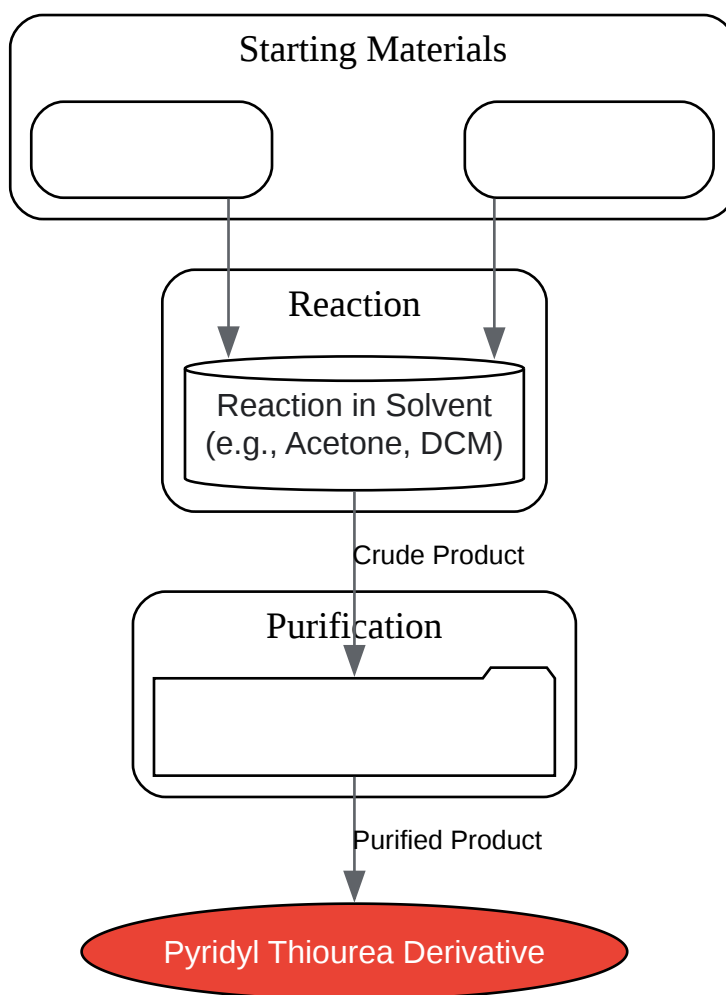 Starting Materials
Reaction
Reaction in Solvent
(e.g., Acetone, DCM)
Crude Product
Purification
Purified Product
Pyridyl Thiourea Derivative